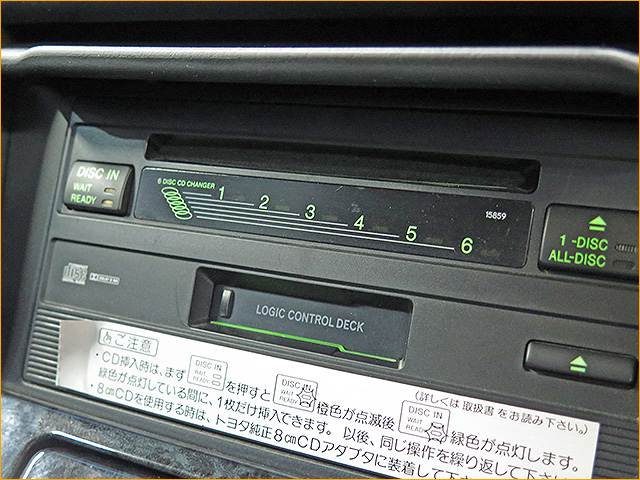 DISC IN
WAIT
READY
6 DISC CD CHANGER
1 2 3 4 5 6
15859
1-DISC
ALL-DISC
DISC
DOLBY
LOGIC CONTROL DECK
ご注意
(詳しくは 取扱書 をお読み下さい。)
・CD挿入時は、まず DISC IN WAIT READY を押すと DISC IN WAIT READY 橙色が点滅後 DISC IN WAIT READY 緑色が点灯します。
緑色が点灯している間に、1枚だけ挿入できます。以後、同じ操作を繰り返して下さ
・8cmCDを使用する時は、トヨタ純正8cmCDアダプタに装着して下